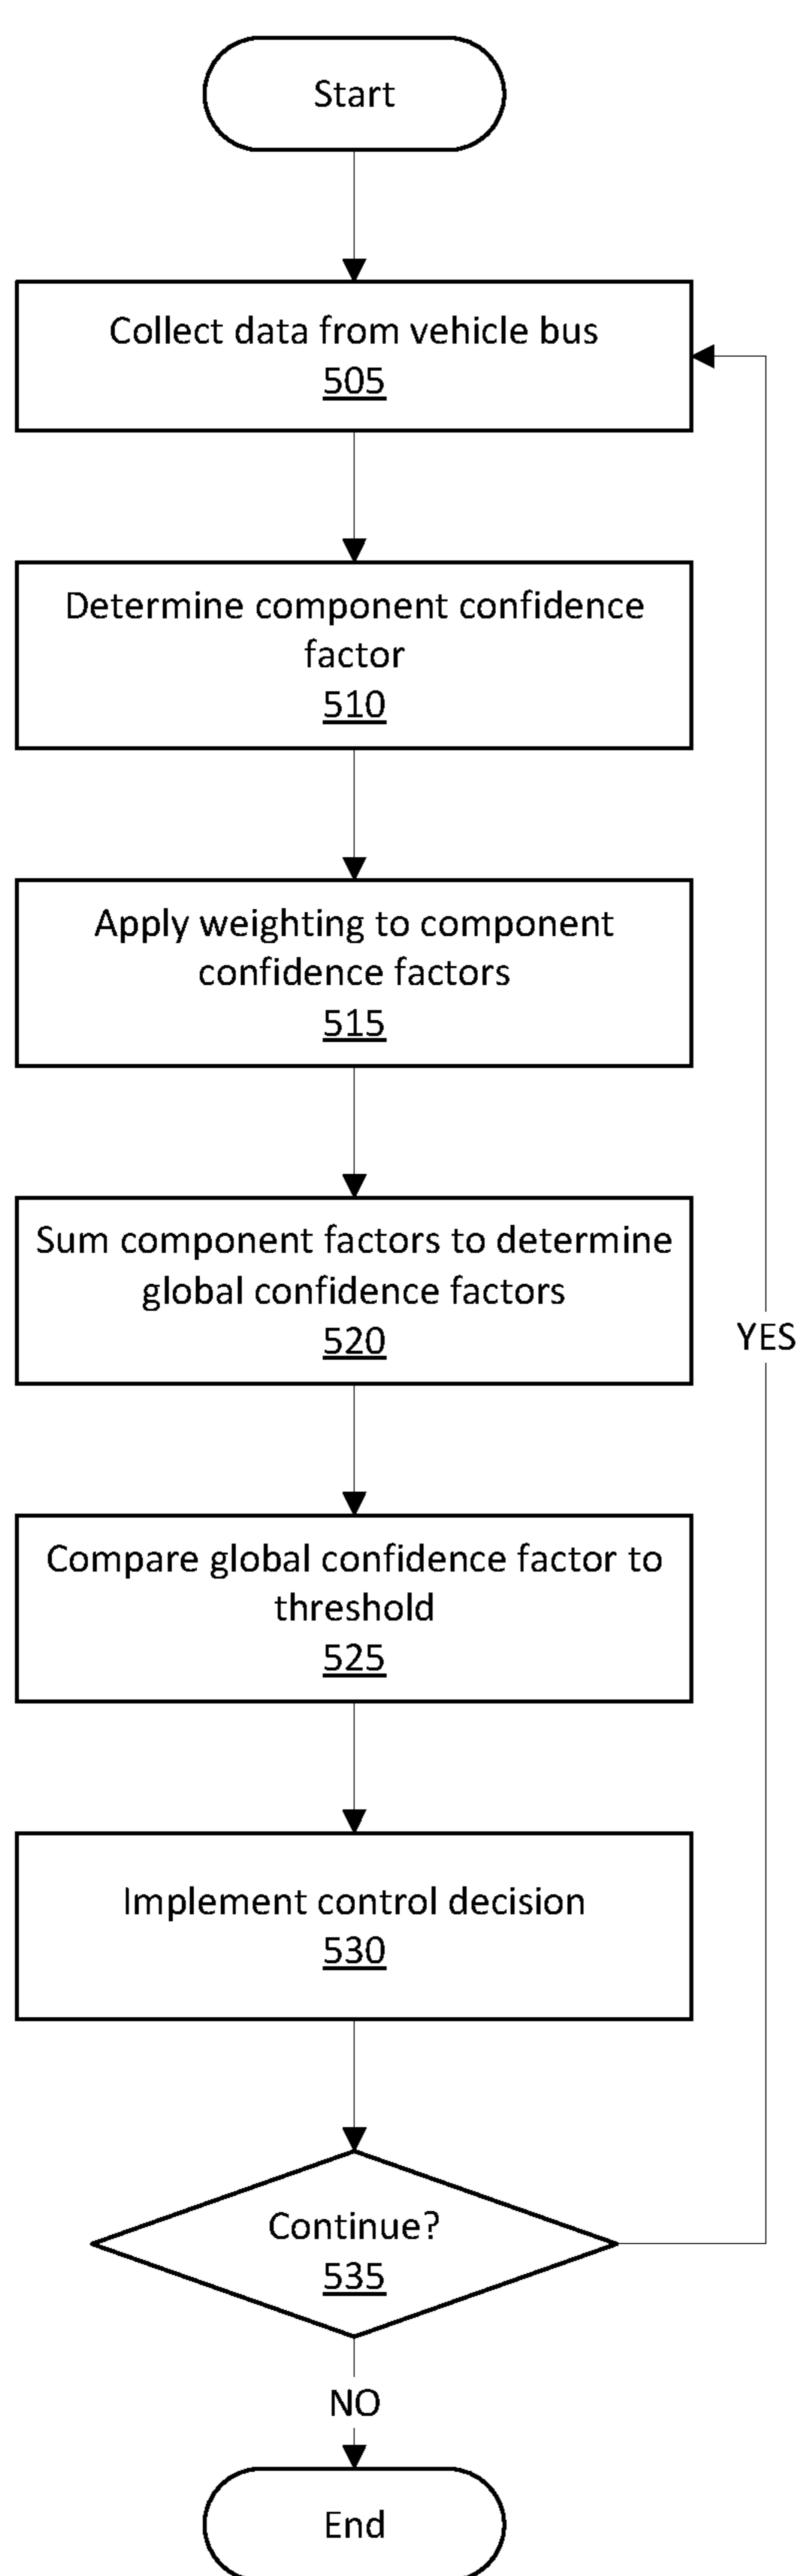 Start
Collect data from vehicle bus
505
Determine component confidence
factor
510
Apply weighting to component
confidence factors
515
Sum component factors to determine
global confidence factors
520
YES
Compare global confidence factor to
threshold
525
Implement control decision
530
Continue?
535
NO
End